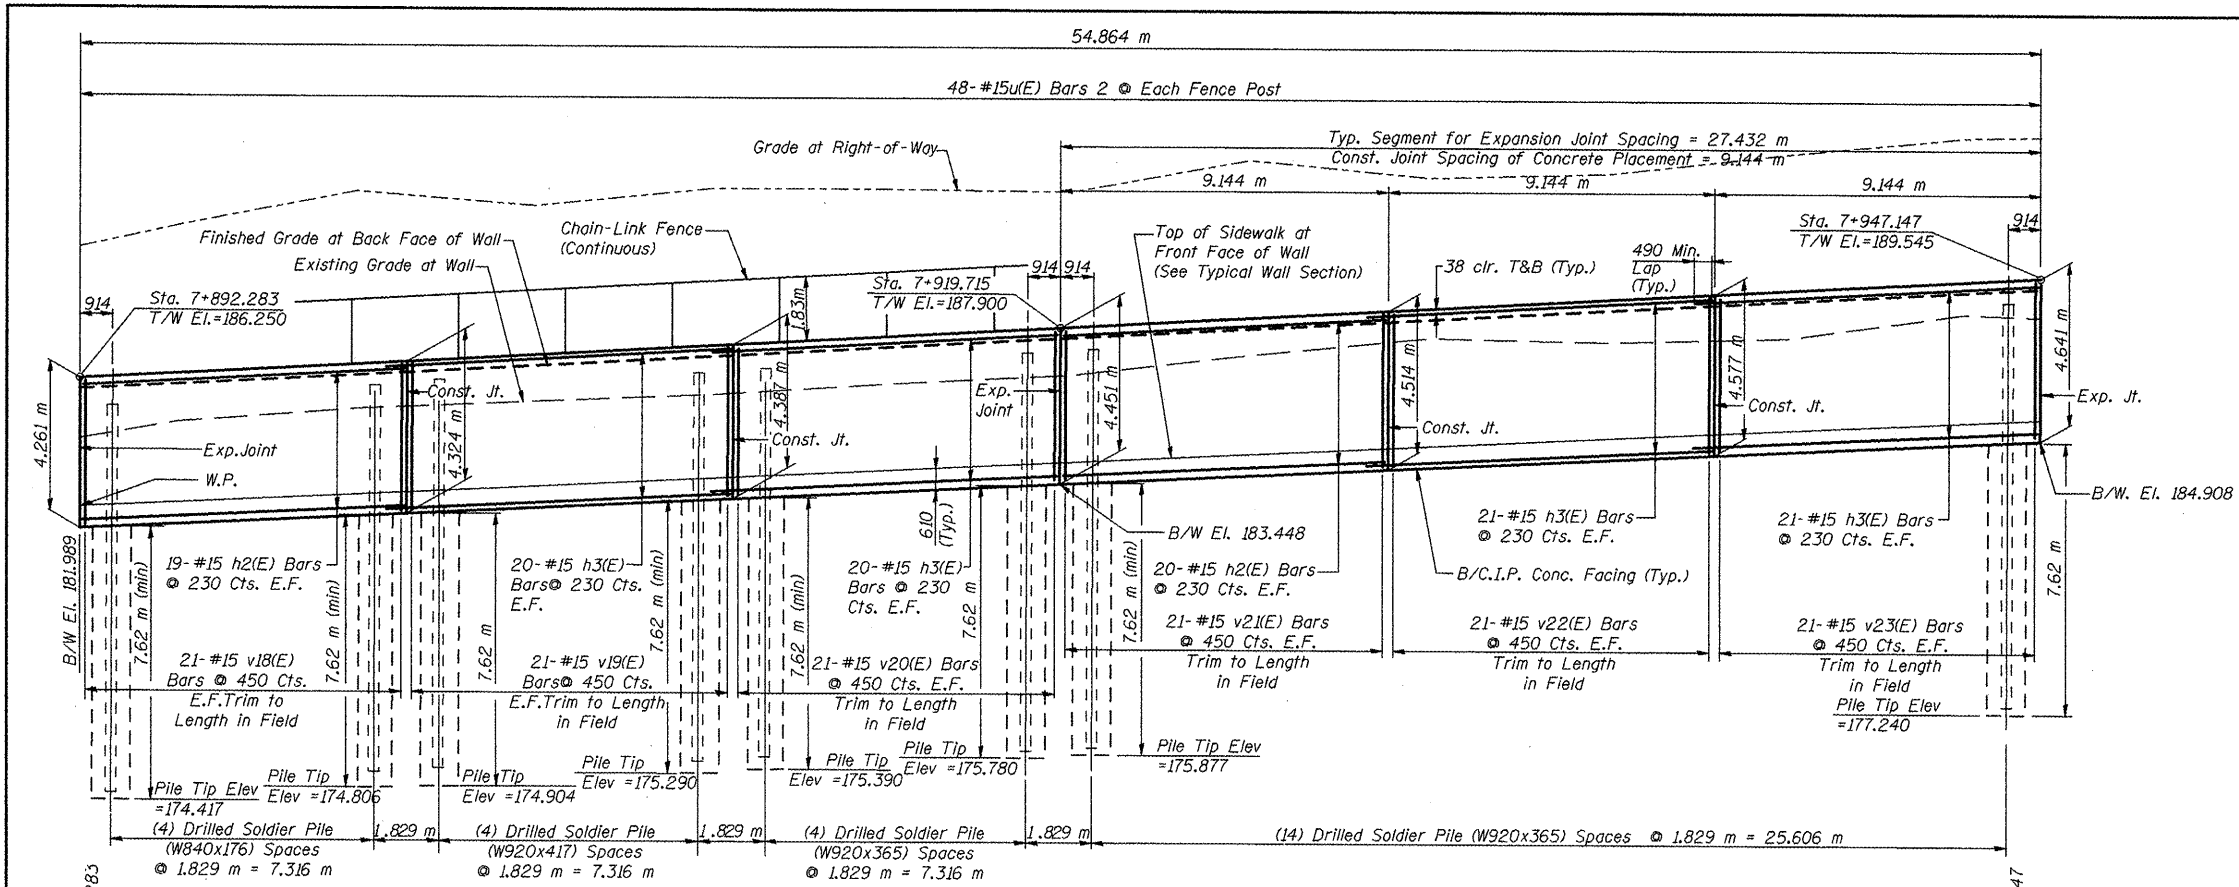 54.864 m
48-#15u(E) Bars 2 @ Each Fence Post
Typ. Segment for Expansion Joint Spacing = 27.432 m
Const. Joint Spacing of Concrete Placement = 9.144 m
Grade at Right-of-Way
9.144 m
9.144 m
9.144 m
Finished Grade at Back Face of Wall
Existing Grade at Wall
Chain-Link Fence
(Continuous)
Top of Sidewalk at
Front Face of Wall
(See Typical Wall Section)
Sta. 7+947.147
T/W El.=189.545
914
490 Min.
Lap
(Typ.)
38 clr. T&B (Typ.)
914
914
914
Sta. 7+892.283
T/W El.=186.250
1.83m
Sta. 7+919.715
T/W El.=187.900
4.261 m
Const. Jt.
4.324 m
4.387 m
Const. Jt.
Exp.
Joint
4.451 m
4.514 m
Const. Jt.
4.577 m
Const. Jt.
4.641 m
Exp. Jt.
Exp.Joint
W.P.
B/W El. 181.989
7.62 m (min)
19-#15 h2(E) Bars
@ 230 Cts. E.F.
7.62 m (min)
7.62 m
20-#15 h3(E)
Bars@ 230 Cts.
E.F.
7.62 m (min)
7.62 m (min)
20-#15 h3(E)
Bars @ 230
Cts. E.F.
610
(Typ.)
7.62 m
B/W El. 183.448
7.62 m (min)
20-#15 h2(E) Bars
@ 230 Cts. E.F.
B/C.I.P. Conc. Facing (Typ.)
21-#15 h3(E) Bars
@ 230 Cts. E.F.
21-#15 h3(E) Bars
@ 230 Cts. E.F.
B/W. El. 184.908
7.62 m
21-#15 v18(E)
Bars @ 450 Cts.
E.F.Trim to
Length in Field
21-#15 v19(E)
Bars@ 450 Cts.
E.F.Trim to Length
in Field
21-#15 v20(E) Bars
@ 450 Cts. E.F.
Trim to Length
in Field
21-#15 v21(E) Bars
@ 450 Cts. E.F.
Trim to Length
in Field
21-#15 v22(E) Bars
@ 450 Cts. E.F.
Trim to Length
in Field
21-#15 v23(E) Bars
@ 450 Cts. E.F.
Trim to Length
in Field
Pile Tip Elev
=177.240
Pile Tip Elev
=174.417
Pile Tip
Elev =174.806
Pile Tip
Elev =174.904
Pile Tip
Elev =175.290
Pile Tip
Elev =175.390
Pile Tip
Elev =175.780
Pile Tip Elev
=175.877
(4) Drilled Soldier Pile
(W840x176) Spaces
@ 1.829 m = 7.316 m
1.829 m
(4) Drilled Soldier Pile
(W920x417) Spaces
@ 1.829 m = 7.316 m
1.829 m
(4) Drilled Soldier Pile
(W920x365) Spaces
@ 1.829 m = 7.316 m
1.829 m
(14) Drilled Soldier Pile (W920x365) Spaces @ 1.829 m = 25.606 m
283
47